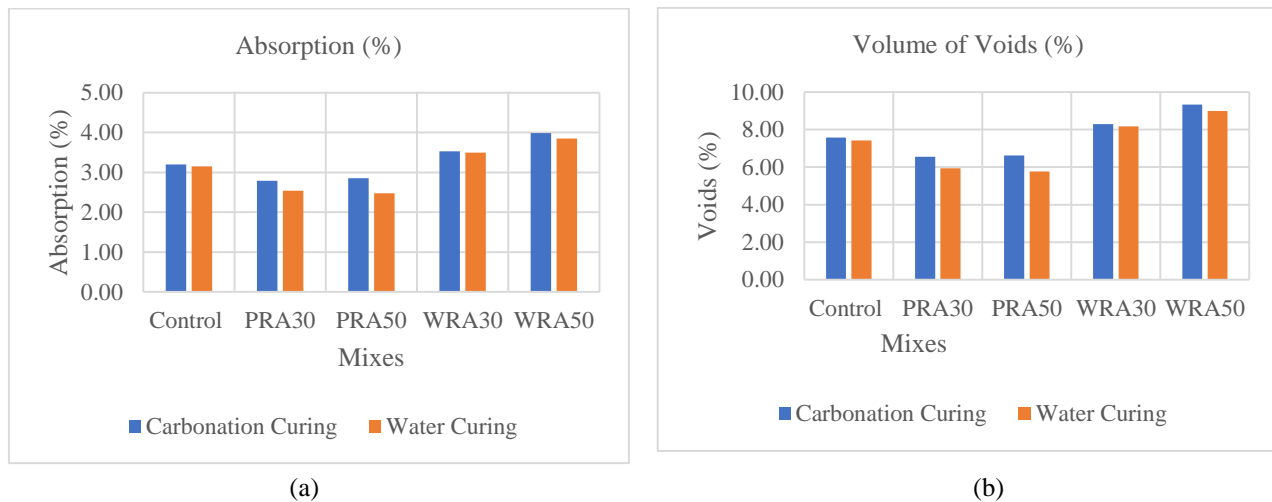 Absorption (%)
5.00
4.00
3.00
2.00
1.00
0.00
Absorption (%)
Control PRA30 PRA50 WRA30 WRA50
Mixes
Carbonation Curing Water Curing
(a)
Volume of Voids (%)
10.00
8.00
6.00
4.00
2.00
0.00
Voids (%)
Control PRA30 PRA50 WRA30 WRA50
Mixes
Carbonation Curing Water Curing
(b)